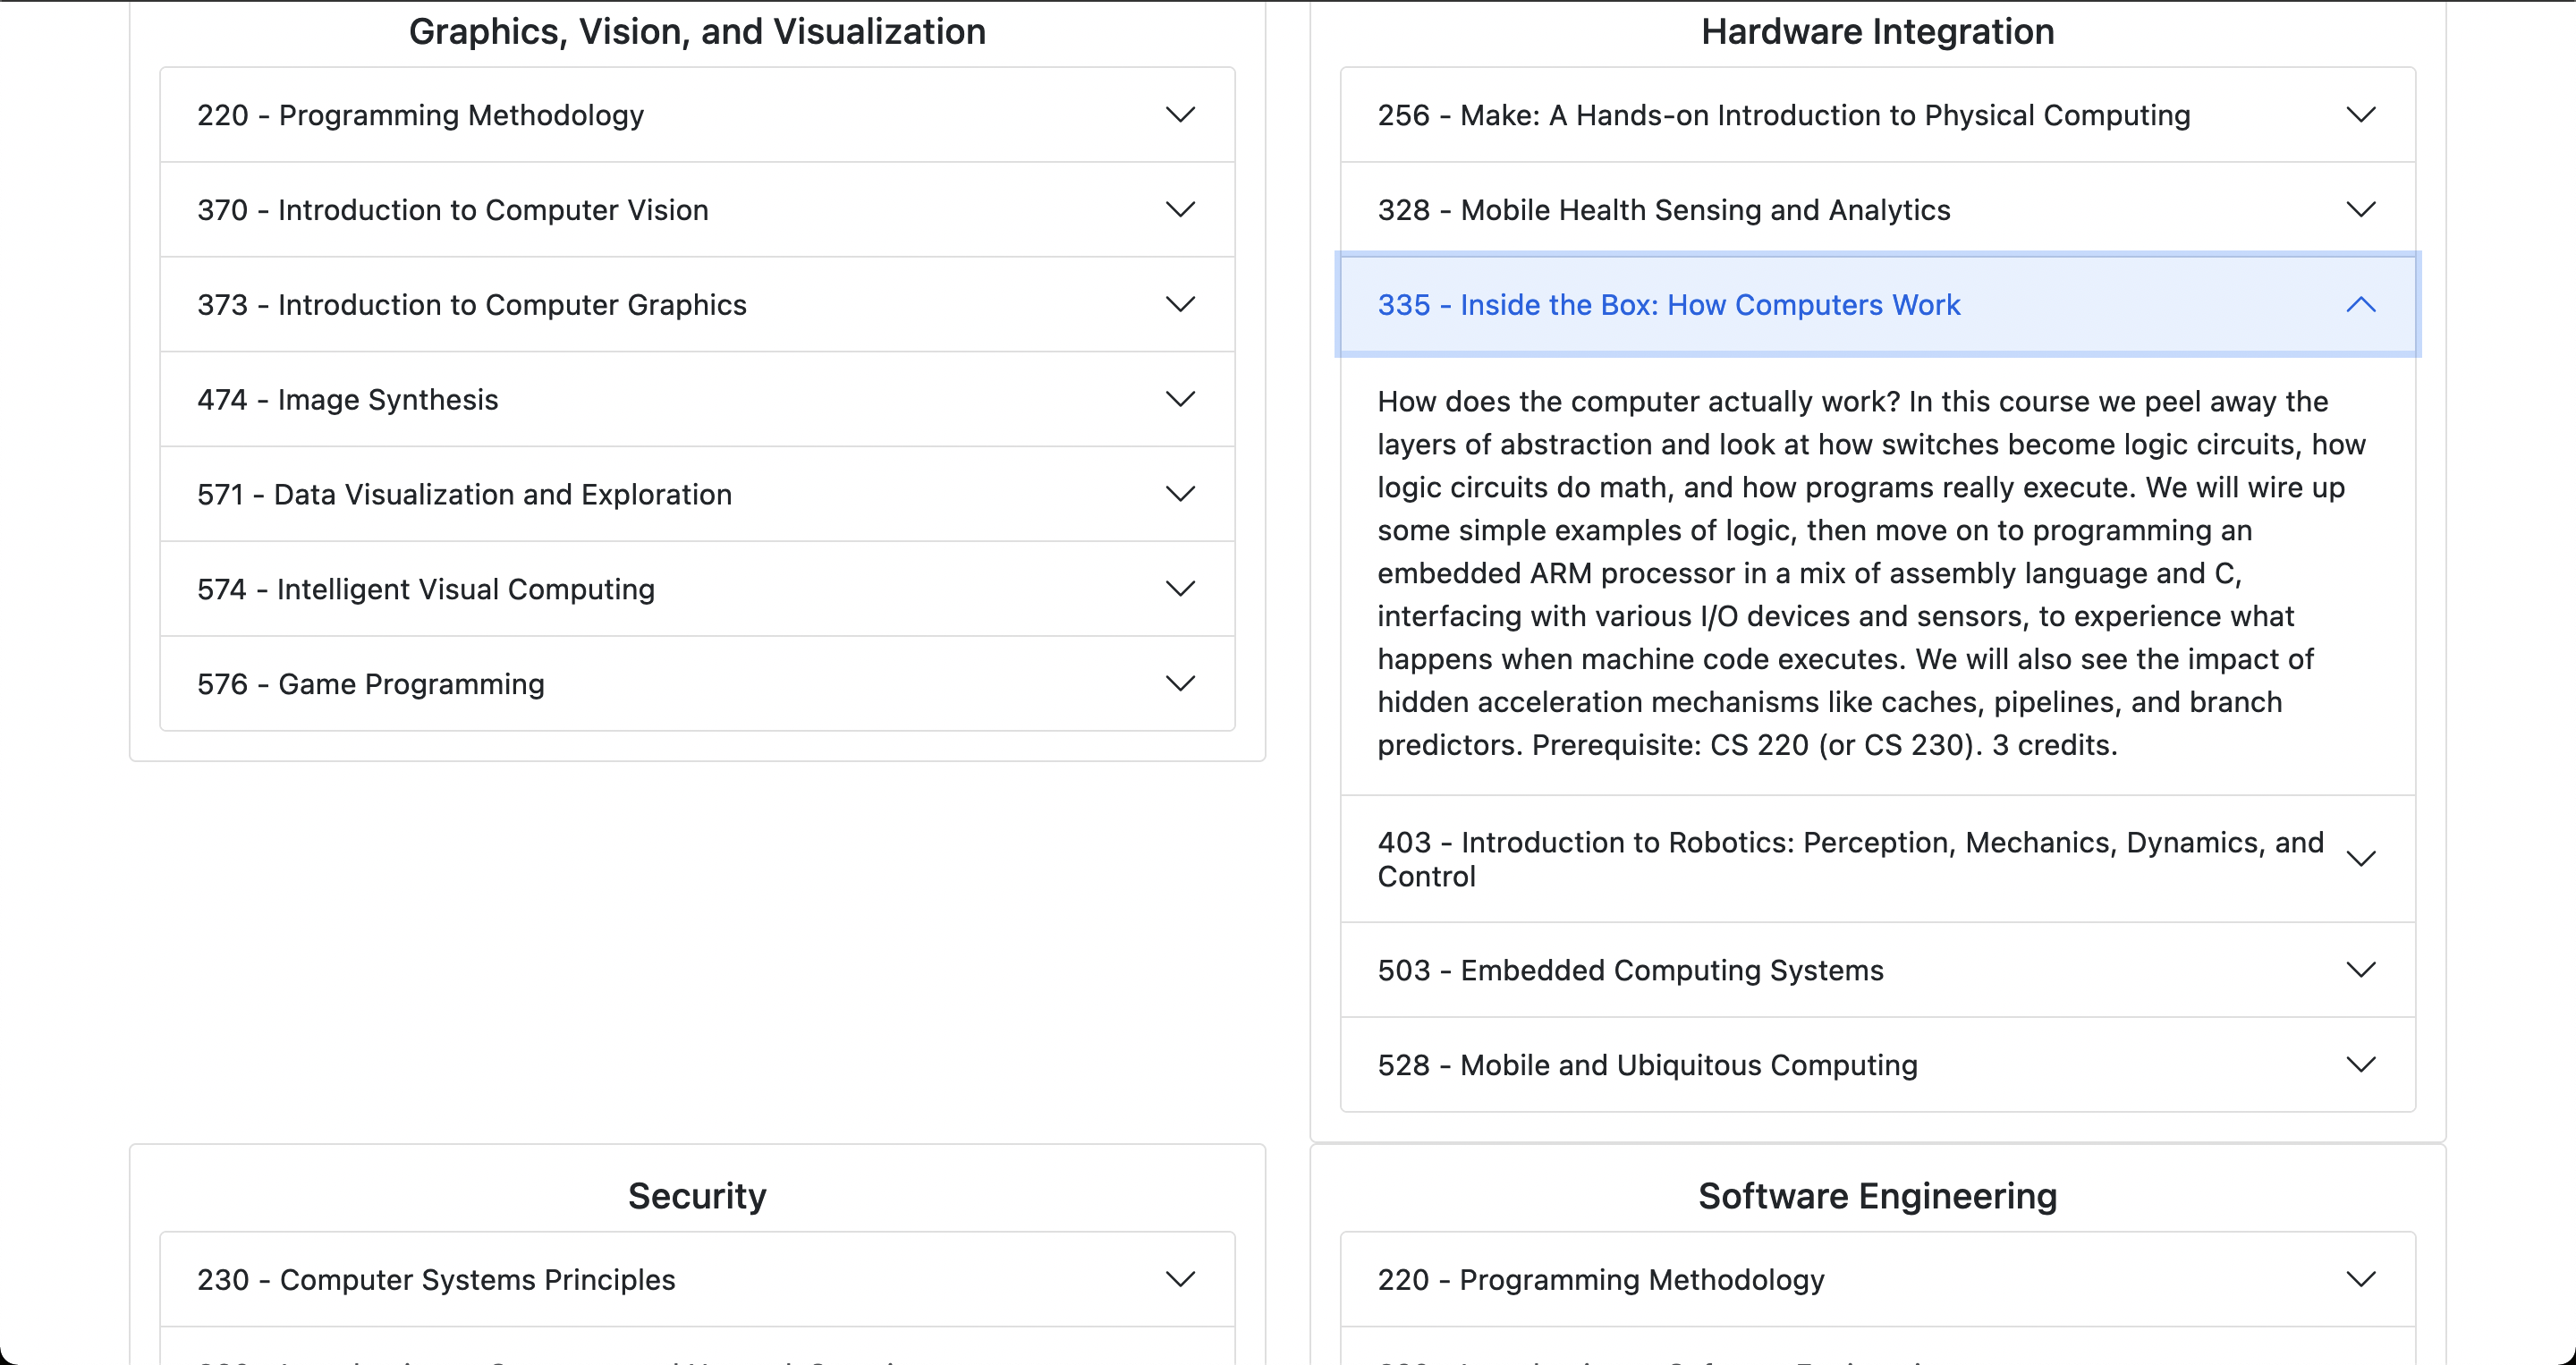 Graphics, Vision, and Visualization
220 - Programming Methodology
370 - Introduction to Computer Vision
373 - Introduction to Computer Graphics
474 - Image Synthesis
571 - Data Visualization and Exploration
574 - Intelligent Visual Computing
576 - Game Programming
Hardware Integration
256 - Make: A Hands-on Introduction to Physical Computing
328 - Mobile Health Sensing and Analytics
335 - Inside the Box: How Computers Work
How does the computer actually work? In this course we peel away the
layers of abstraction and look at how switches become logic circuits, how
logic circuits do math, and how programs really execute. We will wire up
some simple examples of logic, then move on to programming an
embedded ARM processor in a mix of assembly language and C,
interfacing with various I/O devices and sensors, to experience what
happens when machine code executes. We will also see the impact of
hidden acceleration mechanisms like caches, pipelines, and branch
predictors. Prerequisite: CS 220 (or CS 230). 3 credits.
403 - Introduction to Robotics: Perception, Mechanics, Dynamics, and
Control
503 - Embedded Computing Systems
528 - Mobile and Ubiquitous Computing
Security
230 - Computer Systems Principles
Software Engineering
220 - Programming Methodology